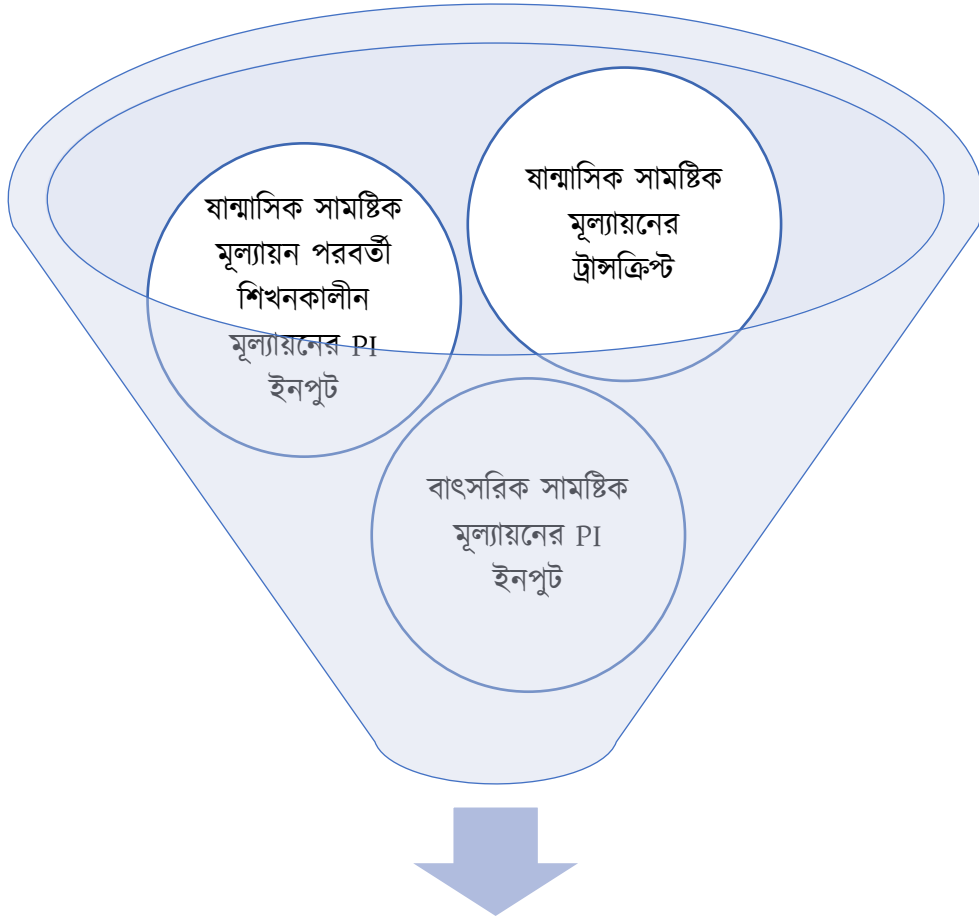 ষান্মাসিক সামষ্টিক
মূল্যায়ন পরবর্তী
শিখনকালীন
মূল্যায়নের PI
ইনপুট
ষান্মাসিক সামষ্টিক
মূল্যায়নের
ট্রান্সক্রিপ্ট
বাৎসরিক সামষ্টিক
মূল্যায়নের PI
ইনপুট